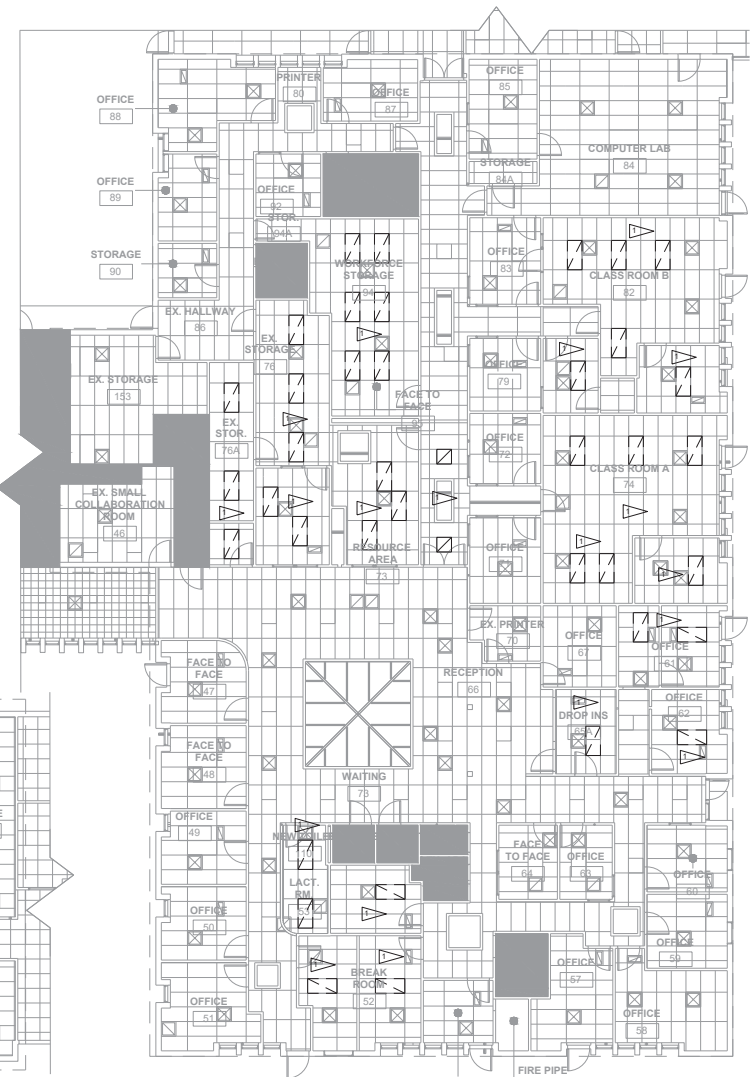 PRINTER
80
OFFICE
85
OFFICE
88
OFFICE
87
COMPUTER LAB
84
STORAGE
84A
OFFICE
89
OFFICE
92
STOR.
94A
OFFICE
83
STORAGE
90
WORKFORCE
STORAGE
94
CLASS ROOM B
82
EX. HALLWAY
86
EX.
STORAGE
76
EX. STORAGE
153
OFFICE
79
FACE TO
FACE
EX.
STOR.
76A
OFFICE
72
CLASS ROOM A
74
EX. SMALL
COLLABORATION
ROOM
46
OFFICE
RESOURCE
AREA
73
EX. PRINTER
70
OFFICE
67
OFFICE
61
FACE TO
FACE
47
RECEPTION
66
OFFICE
62
DROP INS
65A
FACE TO
FACE
48
WAITING
73
OFFICE
49
FACE
TO FACE
64
OFFICE
63
LACT.
RM.
53
OFFICE
60
OFFICE
50
OFFICE
59
BREAK
ROOM
52
OFFICE
57
OFFICE
51
OFFICE
58
FIRE PIPE